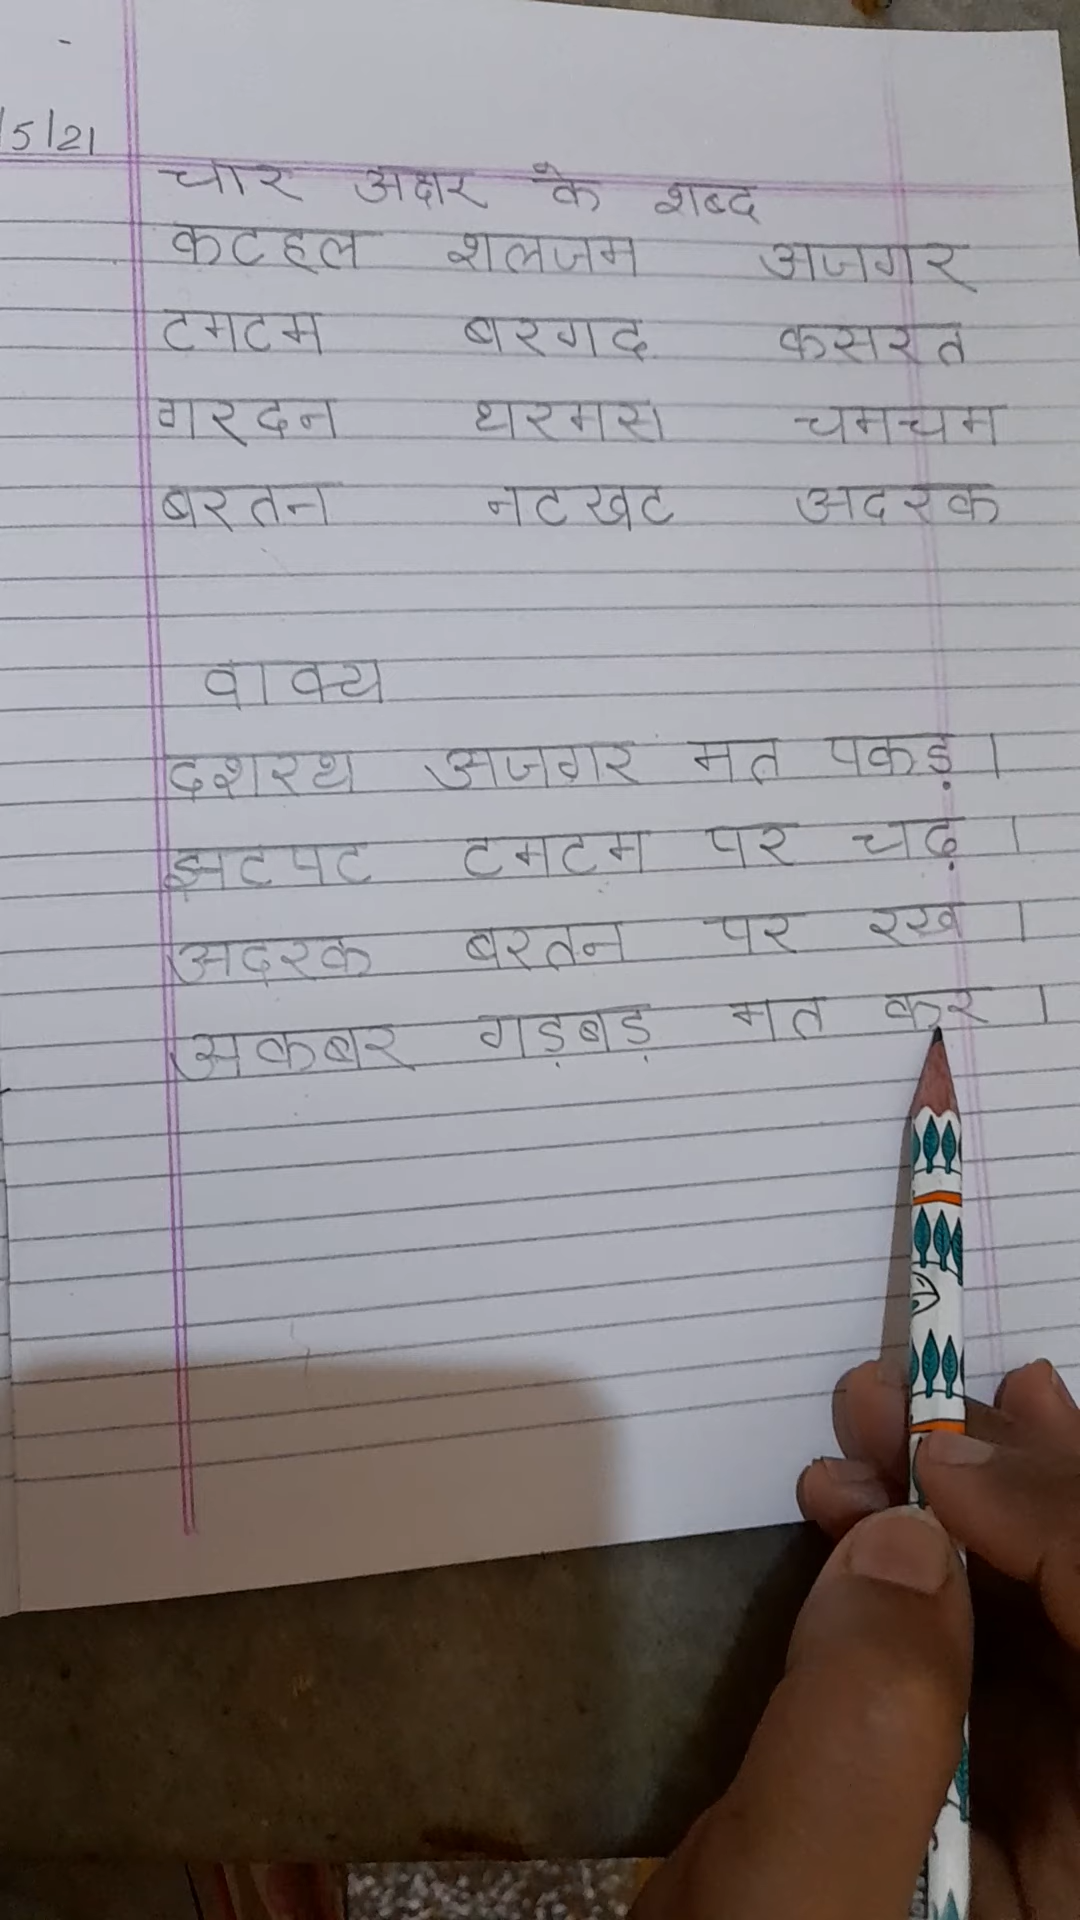 /5/21
चार अक्षर के शब्द
कटहल शलजम अजगर
टमटम बरगद कसरत
गरदन थरमस चमचम
बरतन नटखट अदरक
वाक्य
दशरथ अजगर मत पकड़।
झटपट टमटम पर चढ़।
अदरक बरतन पर रख।
अकबर गड़बड़ मत कर।